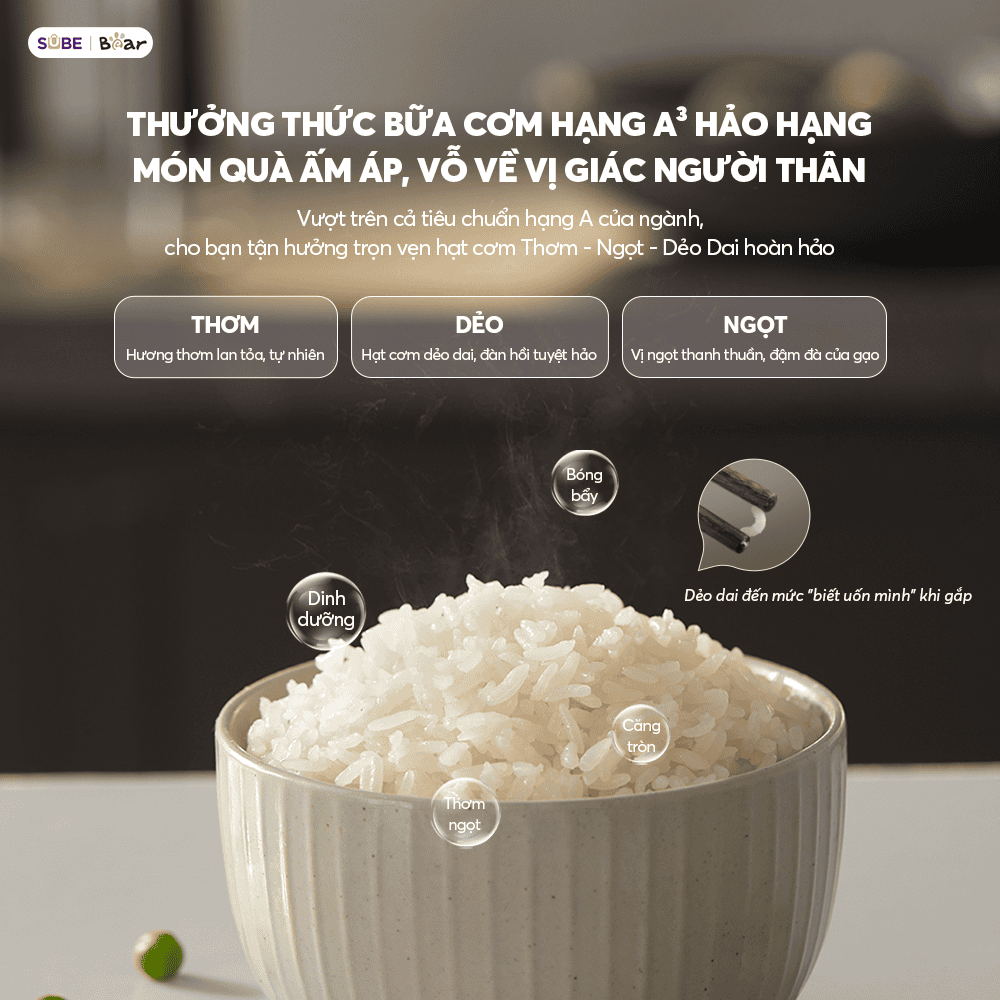 SUBE | Bear
THƯỞNG THỨC BỮA CƠM HẠNG A³ HẢO HẠNG
MÓN QUÀ ẤM ÁP, VỖ VỀ VỊ GIÁC NGƯỜI THÂN
Vượt trên cả tiêu chuẩn hạng A của ngành,
cho bạn tận hưởng trọn vẹn hạt cơm Thơm - Ngọt - Dẻo Dai hoàn hảo
THƠM
Hương thơm lan tỏa, tự nhiên
DẺO
Hạt cơm dẻo dai, đàn hồi tuyệt hảo
NGỌT
Vị ngọt thanh thuần, đậm đà của gạo
Bóng
bẩy
Dẻo dai đến mức "biết uốn mình" khi gắp
Dinh
dưỡng
Căng
tròn
Thơm
ngọt